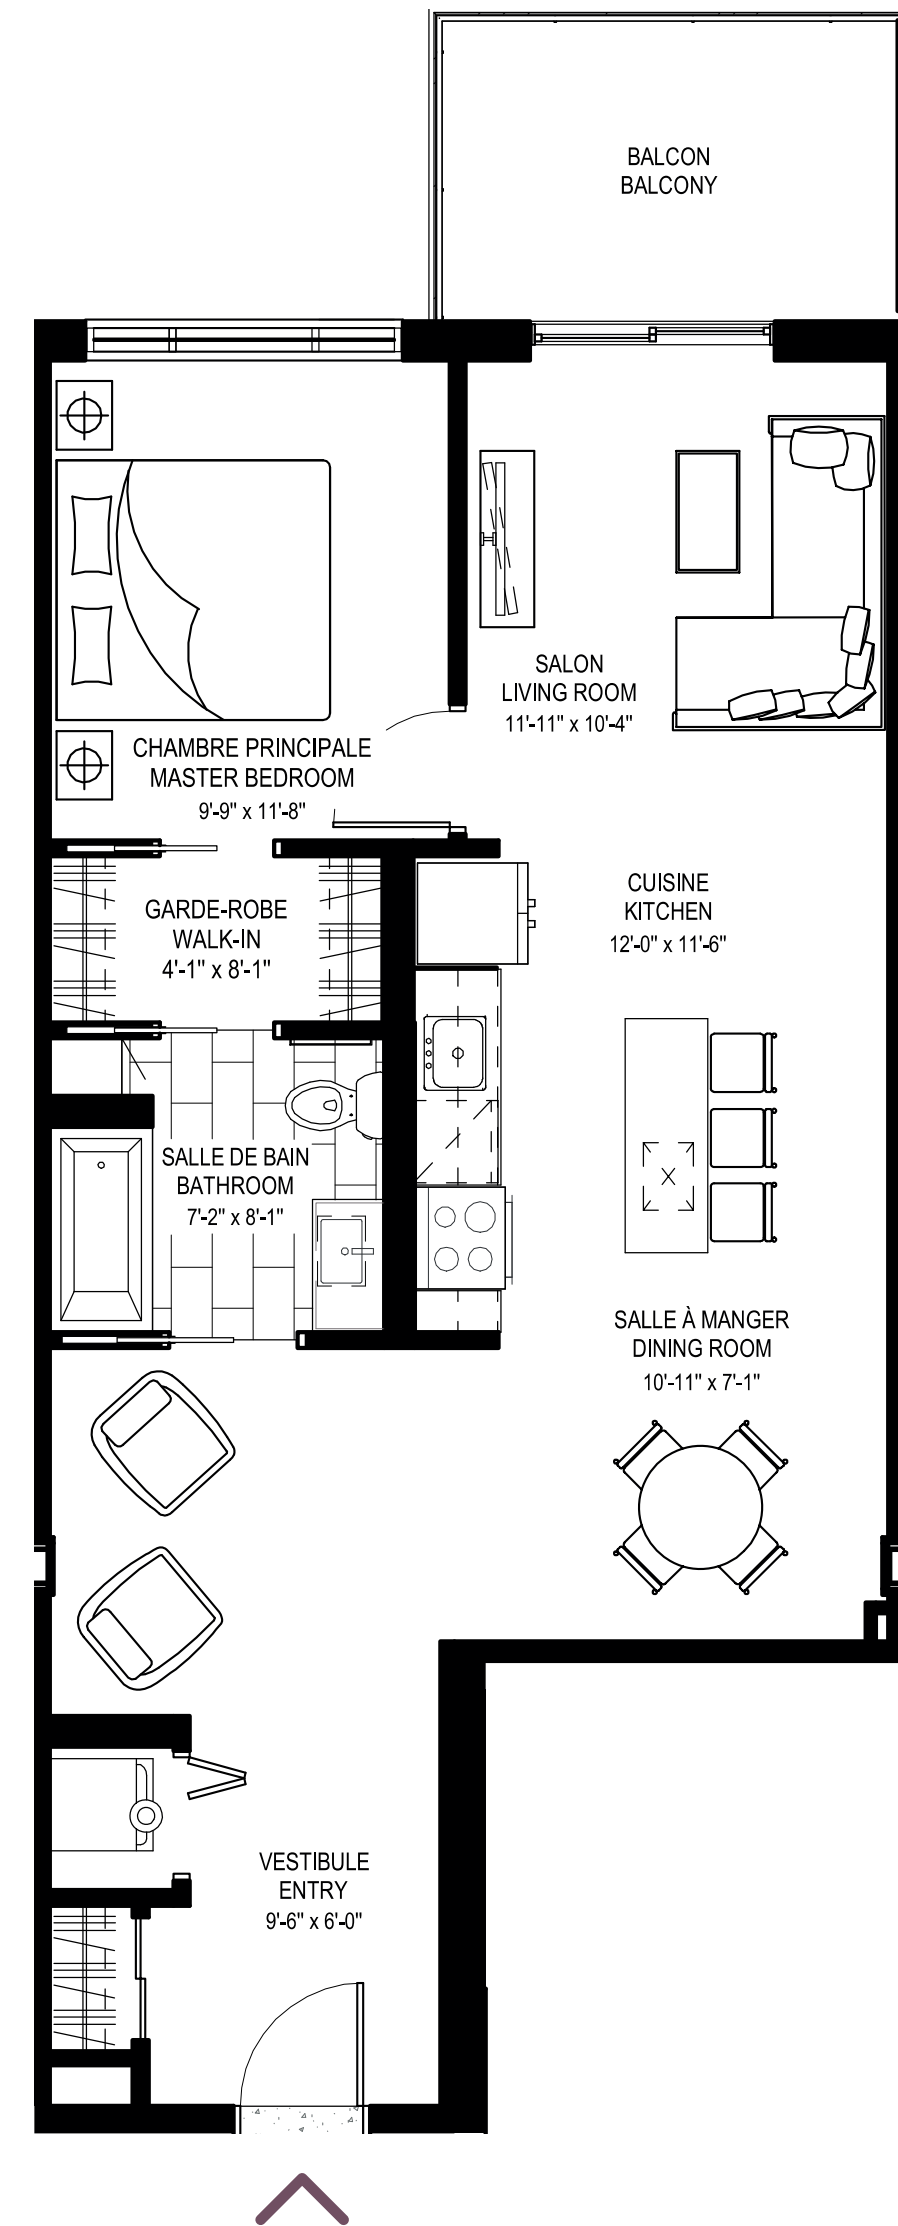 BALCON
BALCONY
SALON
LIVING ROOM
11'-11" x 10'-4"
CHAMBRE PRINCIPALE
MASTER BEDROOM
9'-9" x 11'-8"
GARDE-ROBE
WALK-IN
4'-1" x 8'-1"
CUISINE
KITCHEN
12'-0" x 11'-6"
SALLE DE BAIN
BATHROOM
7'-2" x 8'-1"
SALLE À MANGER
DINING ROOM
10'-11" x 7'-1"
VESTIBULE
ENTRY
9'-6" x 6'-0"